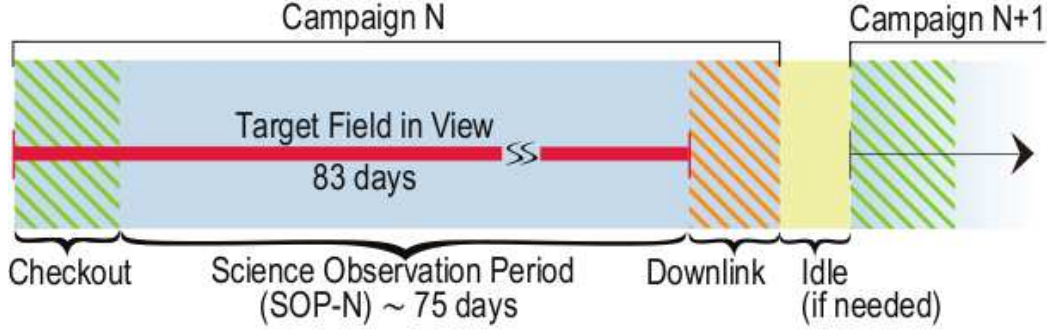 Campaign N
Campaign N+1
Target Field in View
83 days
Checkout
Science Observation Period
(SOP-N) ~ 75 days
Downlink
Idle
(if needed)